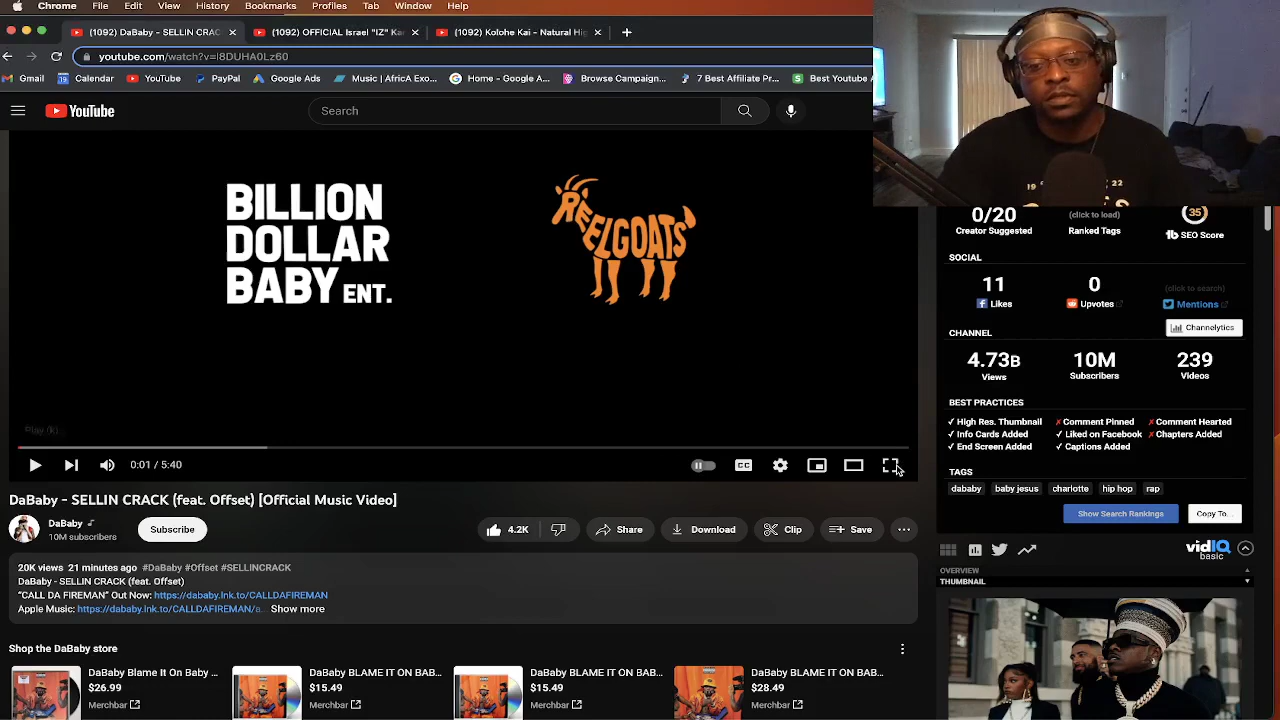 Chrome File Edit View History Bookmarks Profiles Tab Window Help
(1092) DaBaby - SELLIN CRAC
(1092) OFFICIAL Israel "IZ" Ka
(1092) Kolohe Kai - Natural Hig
youtube.com/watch?v=I8DUHA0Lz60
Gmail Calendar YouTube PayPal Google Ads Music | AfricA Exo... Home - Google A... Browse Campaign... 7 Best Affiliate Pr... Best Youtube
YouTube
Search
BILLION
DOLLAR
BABY ENT.
REELGOATS
19 22
0/20
Creator Suggested
(click to load)
Ranked Tags
35
tb SEO Score
SOCIAL
11
Likes
0
Upvotes
(click to search)
Mentions
CHANNEL
Channelytics
4.73B
Views
10M
Subscribers
239
Videos
BEST PRACTICES
✓ High Res. Thumbnail ✗ Comment Pinned ✗ Comment Hearted
✓ Info Cards Added ✓ Liked on Facebook ✗ Chapters Added
✓ End Screen Added ✓ Captions Added
TAGS
dababy baby jesus charlotte hip hop rap
Show Search Rankings Copy To...
vidIQ
basic
OVERVIEW
THUMBNAIL
Play (k)
0:01 / 5:40
CC
DaBaby - SELLIN CRACK (feat. Offset) [Official Music Video]
DaBaby
10M subscribers
Subscribe
4.2K
Share
Download
Clip
Save
20K views 21 minutes ago #DaBaby #Offset #SELLINCRACK
DaBaby - SELLIN CRACK (feat. Offset)
“CALL DA FIREMAN” Out Now: https://dababy.lnk.to/CALLDAFIREMAN
Apple Music: https://dababy.lnk.to/CALLDAFIREMAN/a... Show more
Shop the DaBaby store
DaBaby Blame It On Baby ...
$26.99
Merchbar
DaBaby BLAME IT ON BAB...
$15.49
Merchbar
DaBaby BLAME IT ON BAB...
$15.49
Merchbar
DaBaby BLAME IT ON BAB...
$28.49
Merchbar